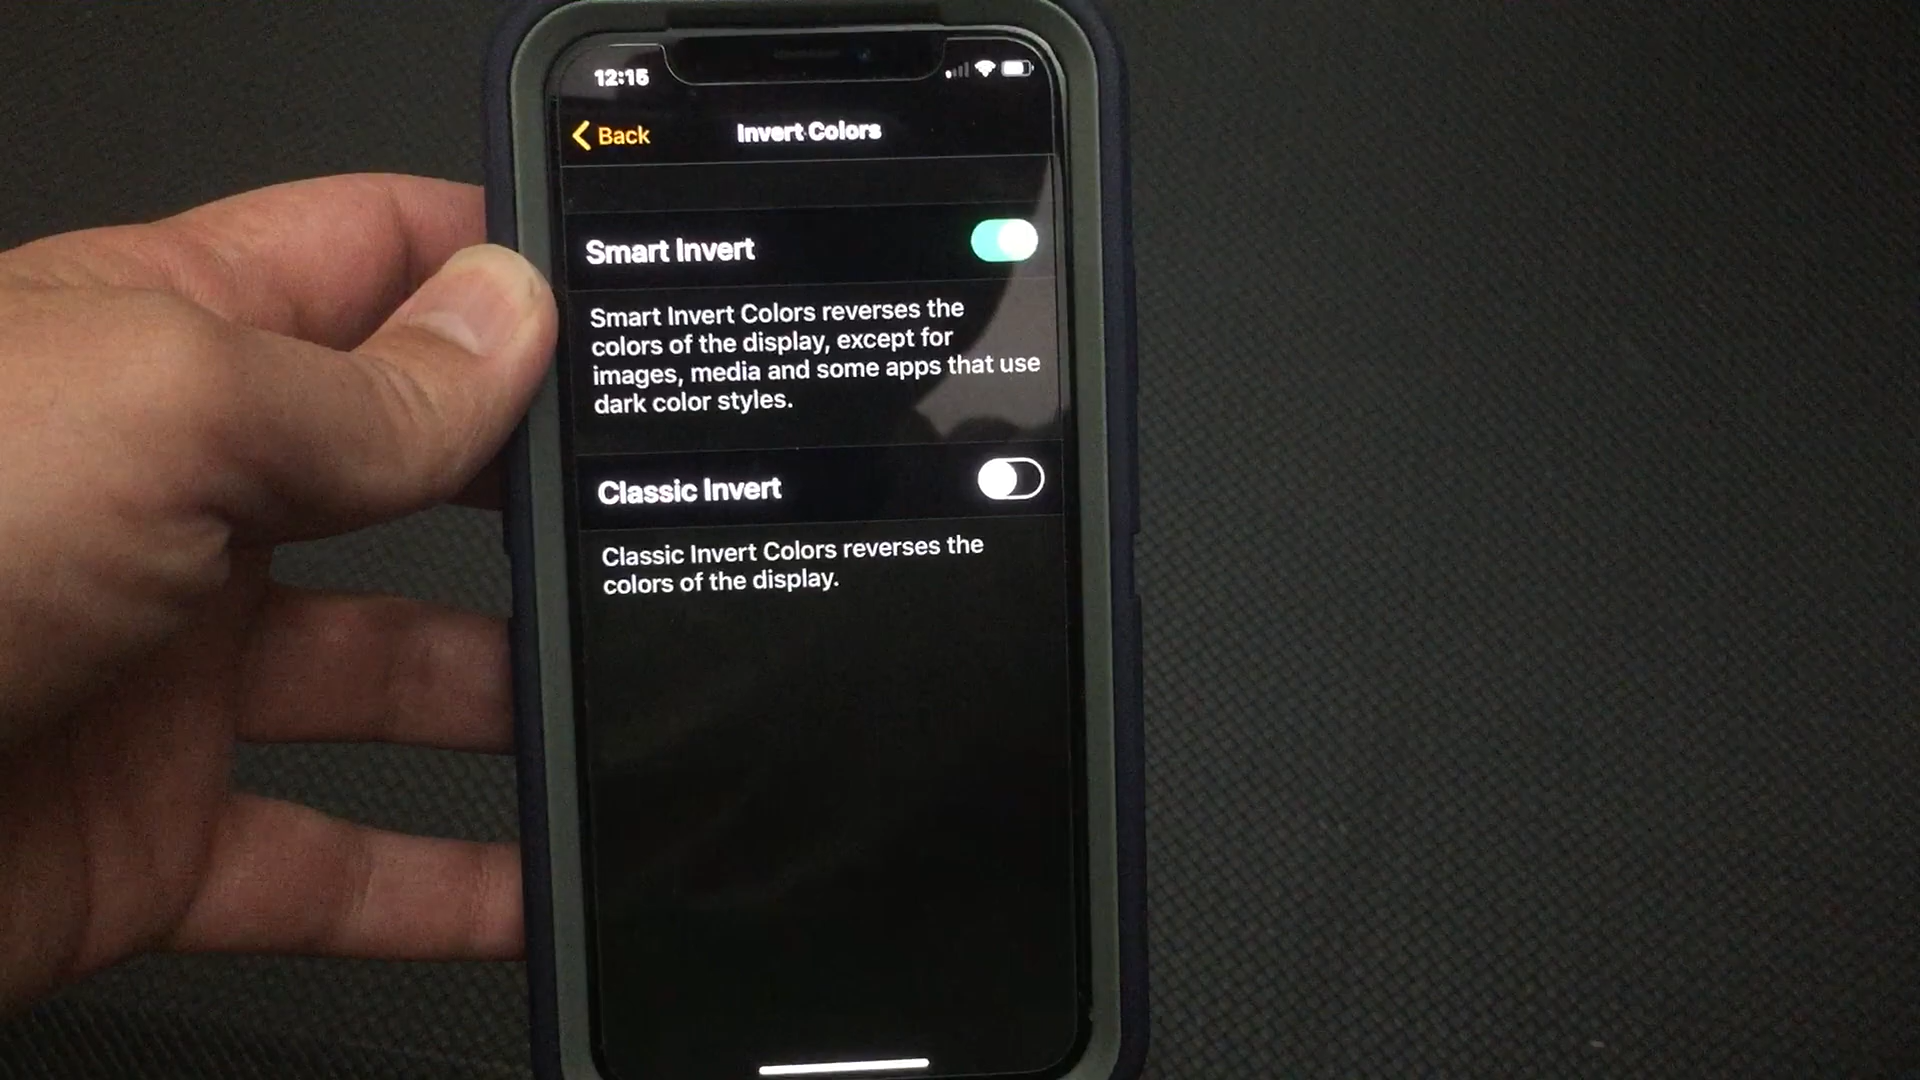 12:15
Back
Invert Colors
Smart Invert
Smart Invert Colors reverses the
colors of the display, except for
images, media and some apps that use
dark color styles.
Classic Invert
Classic Invert Colors reverses the
colors of the display.